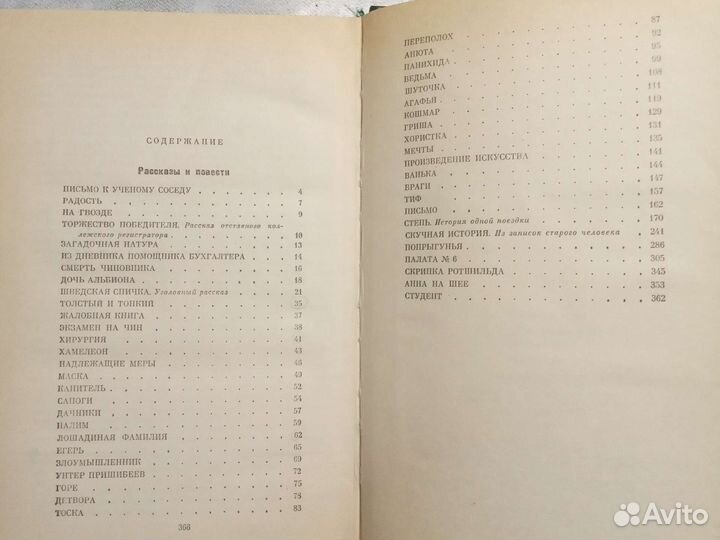 СОДЕРЖАНИЕ
Рассказы и повести
ПИСЬМО К УЧЕНОМУ СОСЕДУ . . . . . . . 4
РАДОСТЬ . . . . . . . . . . . 7
НА ГВОЗДЕ . . . . . . . . . . . 9
ТОРЖЕСТВО ПОБЕДИТЕЛЯ. Рассказ отставного кол-
лежского регистратора . . . . . . . . . 10
ЗАГАДОЧНАЯ НАТУРА . . . . . . . . . 13
ИЗ ДНЕВНИКА ПОМОЩНИКА БУХГАЛТЕРА . . . . 14
СМЕРТЬ ЧИНОВНИКА . . . . . . . . . 16
ДОЧЬ АЛЬБИОНА . . . . . . . . . . 18
ШВЕДСКАЯ СПИЧКА. Уголовный рассказ . . . . . 21
ТОЛСТЫЙ И ТОНКИЙ . . . . . . . . . 35
ЖАЛОБНАЯ КНИГА . . . . . . . . . . 37
ЭКЗАМЕН НА ЧИН . . . . . . . . . . 38
ХИРУРГИЯ . . . . . . . . . . . 41
ХАМЕЛЕОН . . . . . . . . . . . 43
НАДЛЕЖАЩИЕ МЕРЫ . . . . . . . . . 46
МАСКА . . . . . . . . . . . . 49
КАПИТЕЛЬ . . . . . . . . . . . 52
САПОГИ . . . . . . . . . . . . 54
ДАЧНИКИ . . . . . . . . . . . 57
НАЛИМ . . . . . . . . . . . . 59
ЛОШАДИНАЯ ФАМИЛИЯ . . . . . . . . 62
ЕГЕРЬ . . . . . . . . . . . . 65
ЗЛОУМЫШЛЕННИК . . . . . . . . . . 69
УНТЕР ПРИШИБЕЕВ . . . . . . . . . 72
ГОРЕ . . . . . . . . . . . . 75
ДЕТВОРА . . . . . . . . . . . 78
ТОСКА . . . . . . . . . . . . 83
366
ПЕРЕПОЛОХ . . . . . . . . . . . 87
АНЮТА . . . . . . . . . . . . 92
ПАНИХИДА . . . . . . . . . . . 95
ВЕДЬМА . . . . . . . . . . . . 99
ШУТОЧКА . . . . . . . . . . . 108
АГАФЬЯ . . . . . . . . . . . . 111
КОШМАР . . . . . . . . . . . . 119
ГРИША . . . . . . . . . . . . 129
ХОРИСТКА . . . . . . . . . . . 131
МЕЧТЫ . . . . . . . . . . . . 135
ПРОИЗВЕДЕНИЕ ИСКУССТВА . . . . . . . 141
ВАНЬКА . . . . . . . . . . . . 144
ВРАГИ . . . . . . . . . . . . 147
ТИФ . . . . . . . . . . . . . 157
ПИСЬМО . . . . . . . . . . . . 162
СТЕПЬ. История одной поездки . . . . . . . 170
СКУЧНАЯ ИСТОРИЯ. Из записок старого человека . . 241
ПОПРЫГУНЬЯ . . . . . . . . . . . 286
ПАЛАТА № 6 . . . . . . . . . . . 305
СКРИПКА РОТШИЛЬДА . . . . . . . . . 345
АННА НА ШЕЕ . . . . . . . . . . . 353
СТУДЕНТ . . . . . . . . . . . . 362
Avito